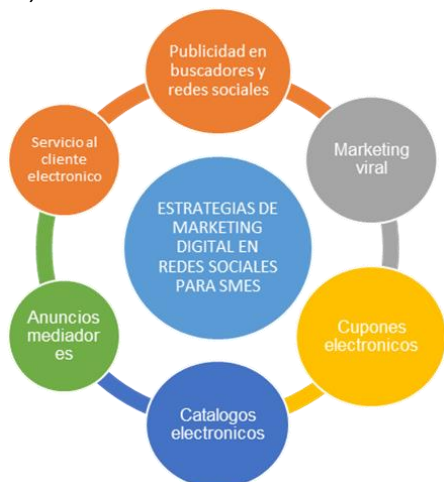 Publicidad en
buscadores y
redes sociales
Servicio al
cliente
electronico
Marketing
viral
ESTRATEGIAS DE
MARKETING
DIGITAL EN
REDES SOCIALES
PARA SMES
Anuncios
mediador
es
Cupones
electronicos
Catalogos
electronicos